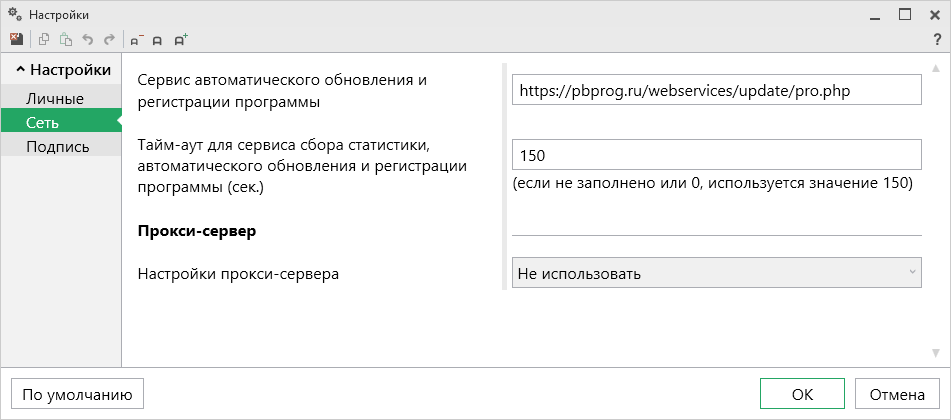 Настройки
а− а а+ ?
Настройки
Личные
Сеть
Подпись
Сервис автоматического обновления и
регистрации программы
https://pbprog.ru/webservices/update/pro.php
Тайм-аут для сервиса сбора статистики,
автоматического обновления и регистрации
программы (сек.)
150
(если не заполнено или 0, используется значение 150)
Прокси-сервер
Настройки прокси-сервера
Не использовать
По умолчанию
ОК
Отмена